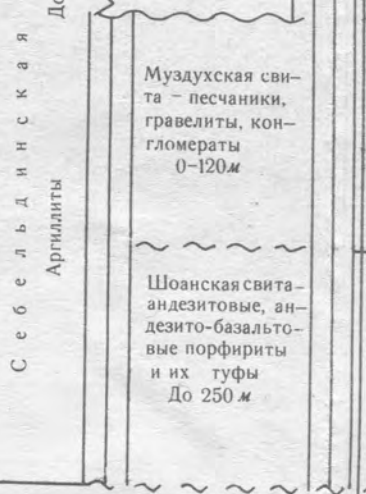 До
Себельдинская
Аргиллиты
Муздухская сви–
та – песчаники,
гравелиты, кон–
гломераты
0–120м
Шоанская свита–
андезитовые, ан–
дезито-базальто–
вые порфириты
и их туфы
До 250 м